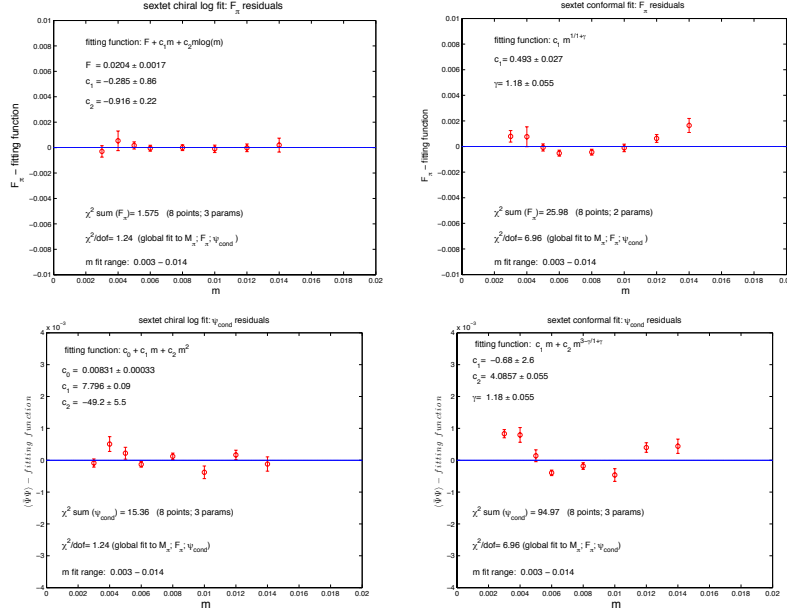 sextet chiral log fit: F_π residuals
0.01
0.008
0.006
0.004
0.002
0
−0.002
−0.004
−0.006
−0.008
−0.01
F_π − fitting function
fitting function: F + c_1 m + c_2 mlog(m)
F = 0.0204 ± 0.0017
c_1 = −0.285 ± 0.86
c_2 = −0.916 ± 0.22
χ² sum (F_π)= 1.575 (8 points; 3 params)
χ²/dof= 1.24 (global fit to M_π; F_π; ψ_cond )
m fit range: 0.003 − 0.014
0 0.002 0.004 0.006 0.008 0.01 0.012 0.014 0.016 0.018 0.02
m
sextet conformal fit: F_π residuals
0.01
0.008
0.006
0.004
0.002
0
−0.002
−0.004
−0.006
−0.008
−0.01
F_π − fitting function
fitting function: c_1 m^{1/1+γ}
c_1= 0.493 ± 0.027
γ= 1.18 ± 0.055
χ² sum (F_π)= 25.98 (8 points; 2 params)
χ²/dof= 6.96 (global fit to M_π; F_π; ψ_cond )
m fit range: 0.003 − 0.014
0 0.002 0.004 0.006 0.008 0.01 0.012 0.014 0.016 0.018 0.02
m
sextet chiral log fit: ψ_cond residuals
x 10^{−3}
4
3
2
1
0
−1
−2
−3
−4
⟨Ψ̄Ψ⟩ − fitting function
fitting function: c_0 + c_1 m + c_2 m²
c_0 = 0.00831 ± 0.00033
c_1 = 7.796 ± 0.09
c_2 = −49.2 ± 5.5
χ² sum (ψ_cond) = 15.36 (8 points; 3 params)
χ²/dof= 1.24 (global fit to M_π; F_π; ψ_cond)
m fit range: 0.003 − 0.014
0 0.002 0.004 0.006 0.008 0.01 0.012 0.014 0.016 0.018 0.02
m
sextet conformal fit: ψ_cond residuals
x 10^{−3}
4
3
2
1
0
−1
−2
−3
−4
⟨Ψ̄Ψ⟩ − fitting function
fitting function: c_1 m + c_2 m^{3−γ/1+γ}
c_1= −0.68 ± 2.6
c_2 = 4.0857 ± 0.055
γ= 1.18 ± 0.055
χ² sum (ψ_cond) = 94.97 (8 points; 3 params)
χ²/dof= 6.96 (global fit to M_π; F_π; ψ_cond)
m fit range: 0.003 − 0.014
0 0.002 0.004 0.006 0.008 0.01 0.012 0.014 0.016 0.018 0.02
m